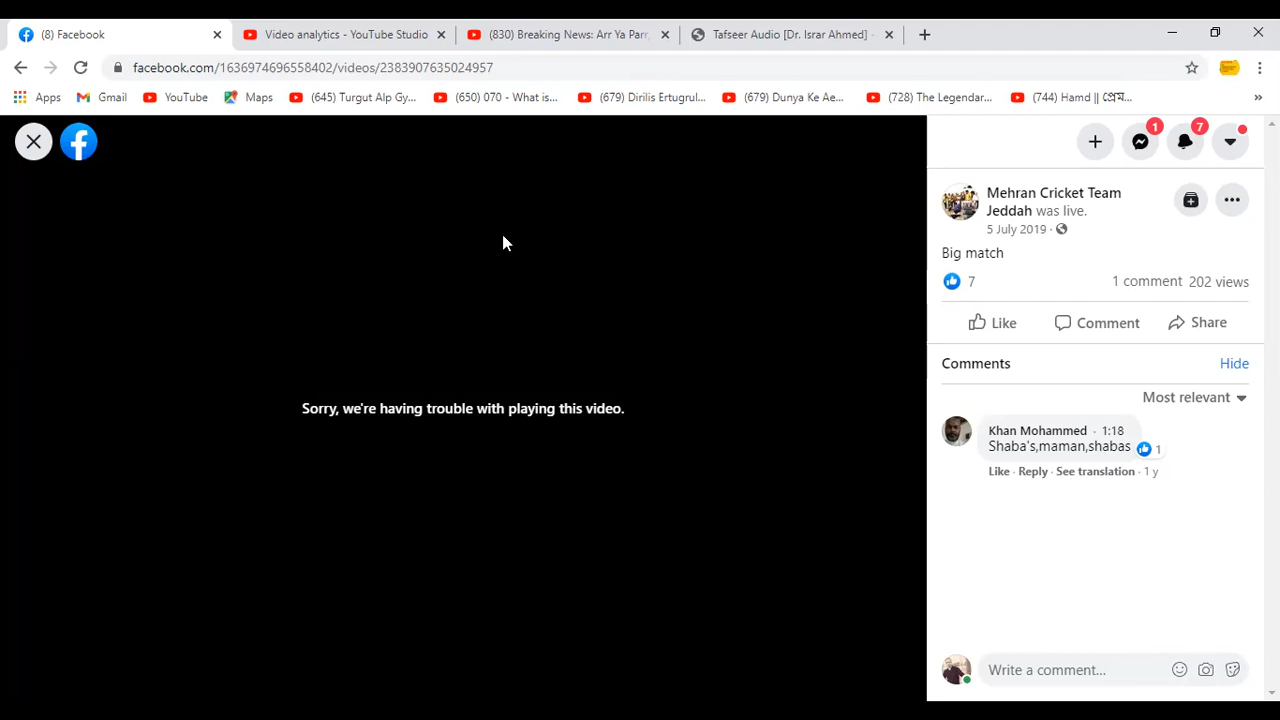 (8) Facebook
Video analytics - YouTube Studio
(830) Breaking News: Arr Ya Parr,
Tafseer Audio [Dr. Israr Ahmed] -
facebook.com/1636974696558402/videos/2383907635024957
Apps
Gmail
YouTube
Maps
(645) Turgut Alp Gy...
(650) 070 - What is...
(679) Dirilis Ertugrul...
(679) Dunya Ke Ae...
(728) The Legendar...
(744) Hamd || প্রেম...
1
7
Mehran Cricket Team
Jeddah was live.
5 July 2019 ·
Big match
7
1 comment 202 views
Like
Comment
Share
Comments
Hide
Most relevant
Sorry, we're having trouble with playing this video.
Khan Mohammed · 1:18
Shaba's,maman,shabas
1
Like · Reply · See translation · 1 y
Write a comment...